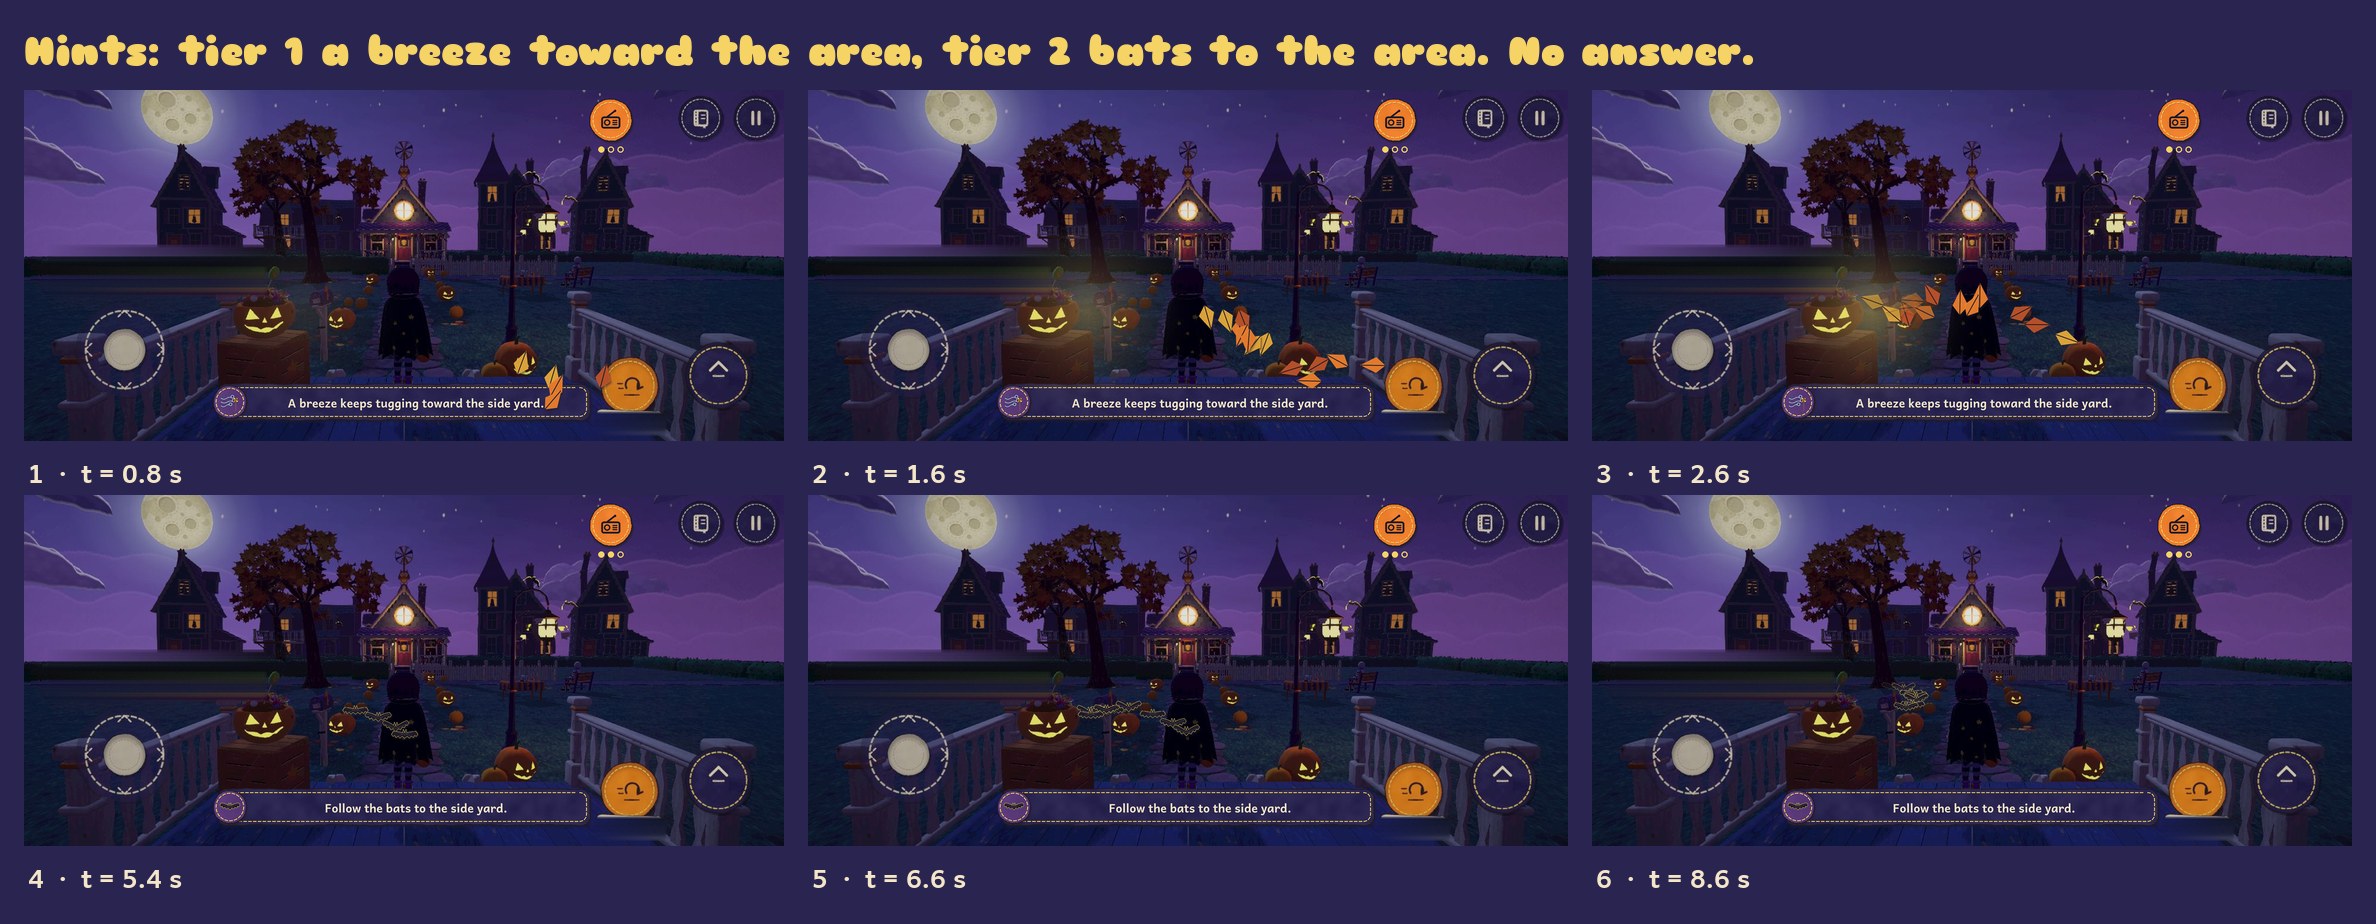 Hints: tier 1 a breeze toward the area, tier 2 bats to the area. No answer.
A breeze keeps tugging toward the side yard.
A breeze keeps tugging toward the side yard.
A breeze keeps tugging toward the side yard.
1 · t = 0.8 s
2 · t = 1.6 s
3 · t = 2.6 s
Follow the bats to the side yard.
Follow the bats to the side yard.
Follow the bats to the side yard.
4 · t = 5.4 s
5 · t = 6.6 s
6 · t = 8.6 s